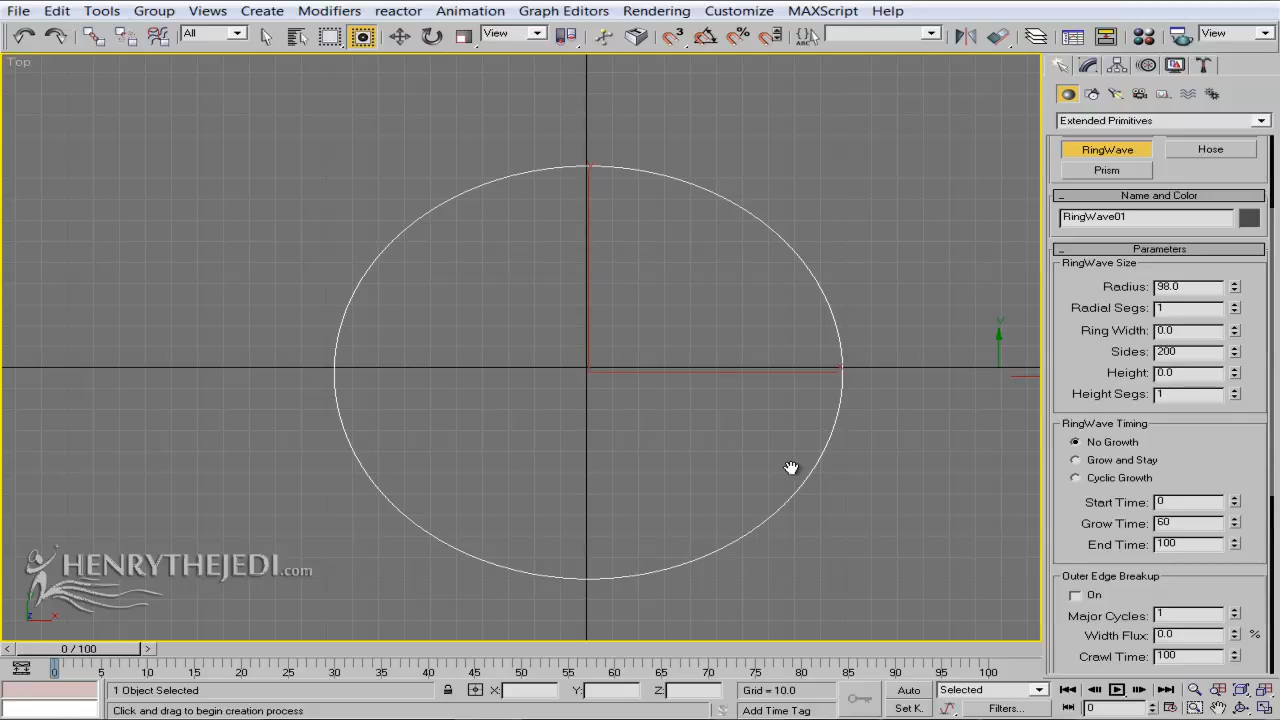 File Edit Tools Group Views Create Modifiers reactor Animation Graph Editors Rendering Customize MAXScript Help
All View 3 % ABC View
Top
Extended Primitives
RingWave Hose
Prism
Name and Color
RingWave01
Parameters
RingWave Size
Radius: 98.0
Radial Segs: 1
Ring Width: 0.0
Sides: 200
Height: 0.0
Height Segs: 1
RingWave Timing
No Growth
Grow and Stay
Cyclic Growth
Start Time: 0
Grow Time: 60
End Time: 100
Outer Edge Breakup
On
Major Cycles: 1
Width Flux: 0.0 %
Crawl Time: 100
HENRYTHEJEDI.com
0 / 100
0 5 10 15 20 25 30 35 40 45 50 55 60 65 70 75 80 85 90 95 100
1 Object Selected X: Y: Z: Grid = 10.0 Auto Selected
Click and drag to begin creation process Add Time Tag Set K. Filters... 0